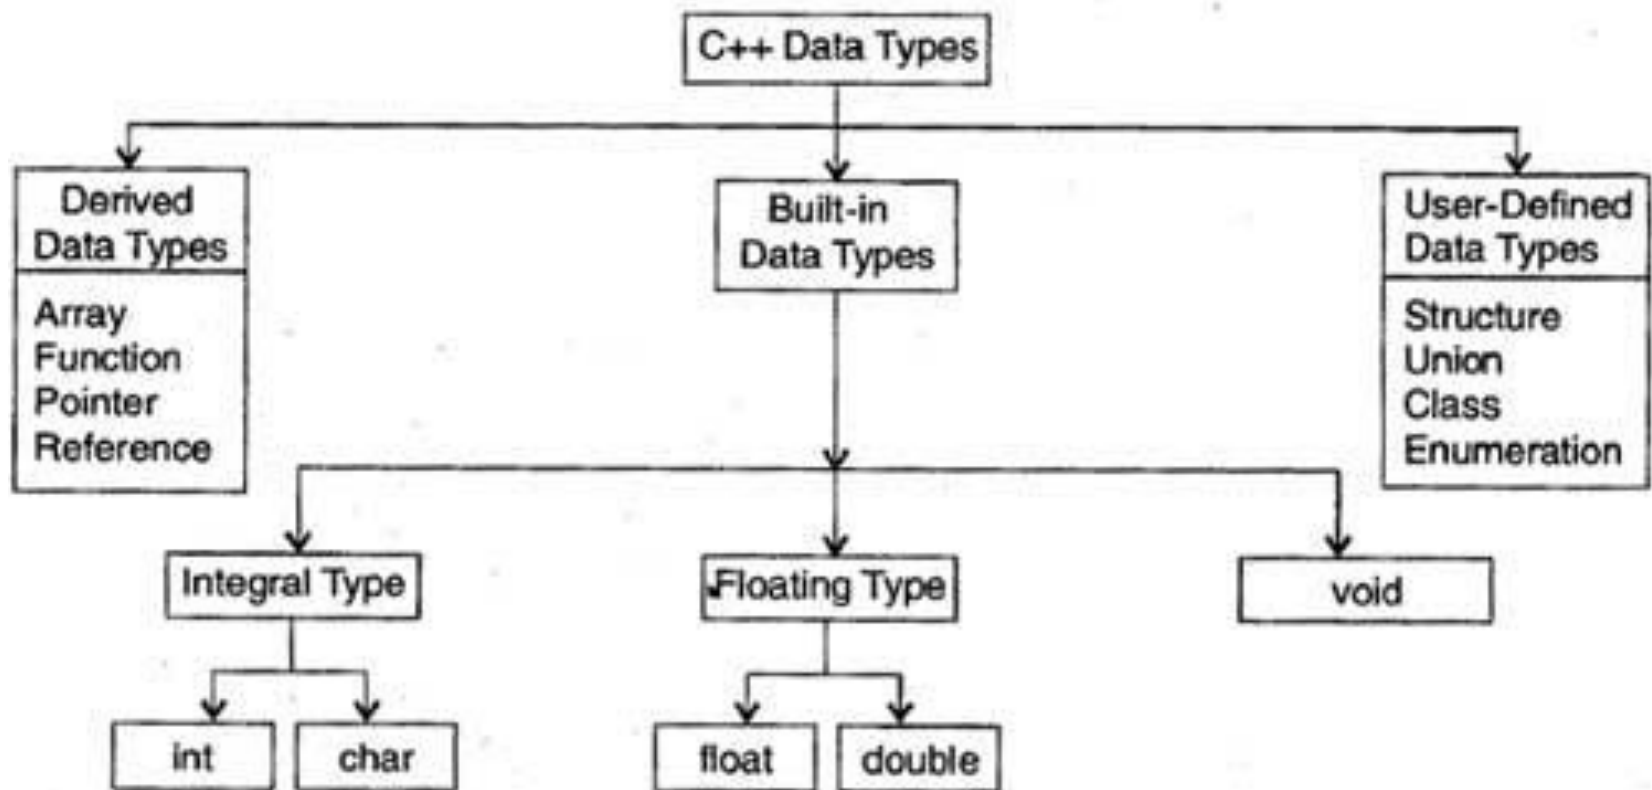 C++ Data Types
Derived
Data Types
Array
Function
Pointer
Reference
Built-in
Data Types
User-Defined
Data Types
Structure
Union
Class
Enumeration
Integral Type
Floating Type
void
int
char
float
double